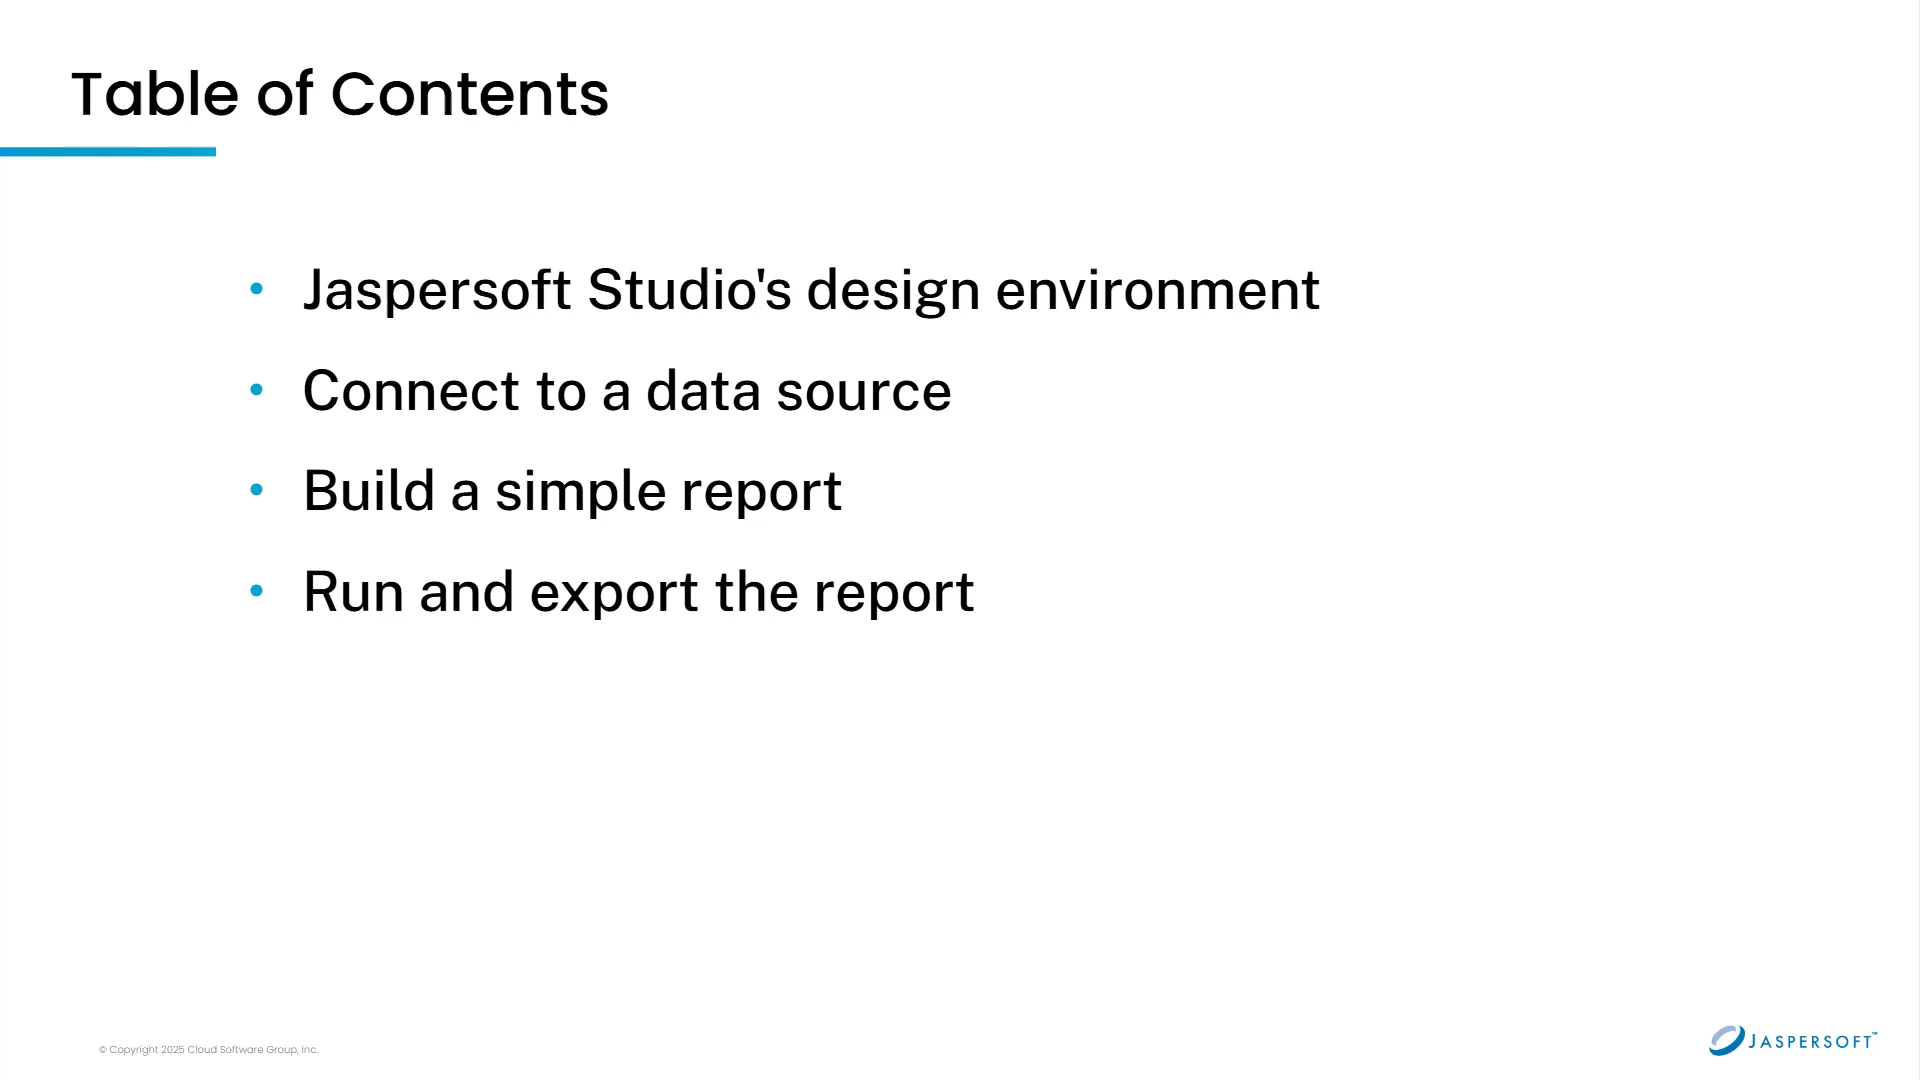 Table of Contents
• Jaspersoft Studio's design environment
• Connect to a data source
• Build a simple report
• Run and export the report
© Copyright 2025 Cloud Software Group, Inc.
JASPERSOFT™